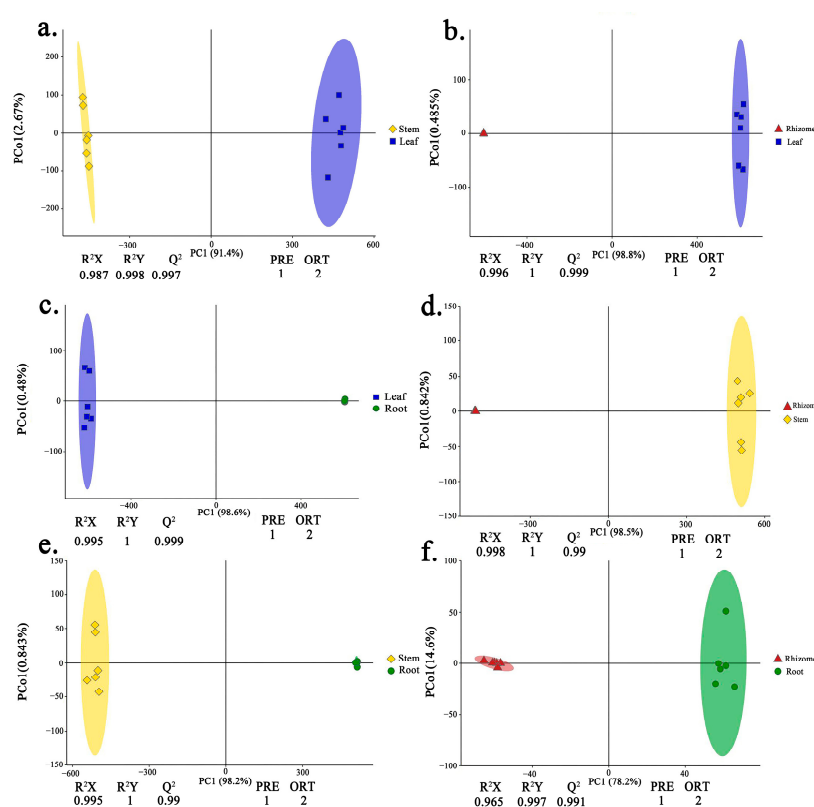 a.
PCo1(2.67%)
200
100
0
−100
−200
−300
0
300
600
PC1 (91.4%)
Stem
Leaf
R²X R²Y Q² PRE ORT
0.987 0.998 0.997 1 2
b.
PCo1(0.485%)
100
0
−100
−400
0
400
PC1 (98.8%)
Rhizome
Leaf
R²X R²Y Q² PRE ORT
0.996 1 0.999 1 2
c.
PCo1(0.48%)
100
0
−100
−400
0
400
PC1 (98.6%)
Leaf
Root
R²X R²Y Q² PRE ORT
0.995 1 0.999 1 2
d.
PCo1(0.842%)
150
100
50
0
−50
−100
−150
−300
0
300
600
PC1 (98.5%)
Rhizom
Stem
R²X R²Y Q² PRE ORT
0.998 1 0.99 1 2
e.
PCo1(0.843%)
150
100
50
0
−50
−100
−150
−600
−300
0
300
PC1 (98.2%)
Stem
Root
R²X R²Y Q² PRE ORT
0.995 1 0.99 1 2
f.
PCo1(14.6%)
100
50
0
−50
−100
−40
0
40
PC1 (78.2%)
Rhizome
Root
R²X R²Y Q² PRE ORT
0.965 0.997 0.991 1 2